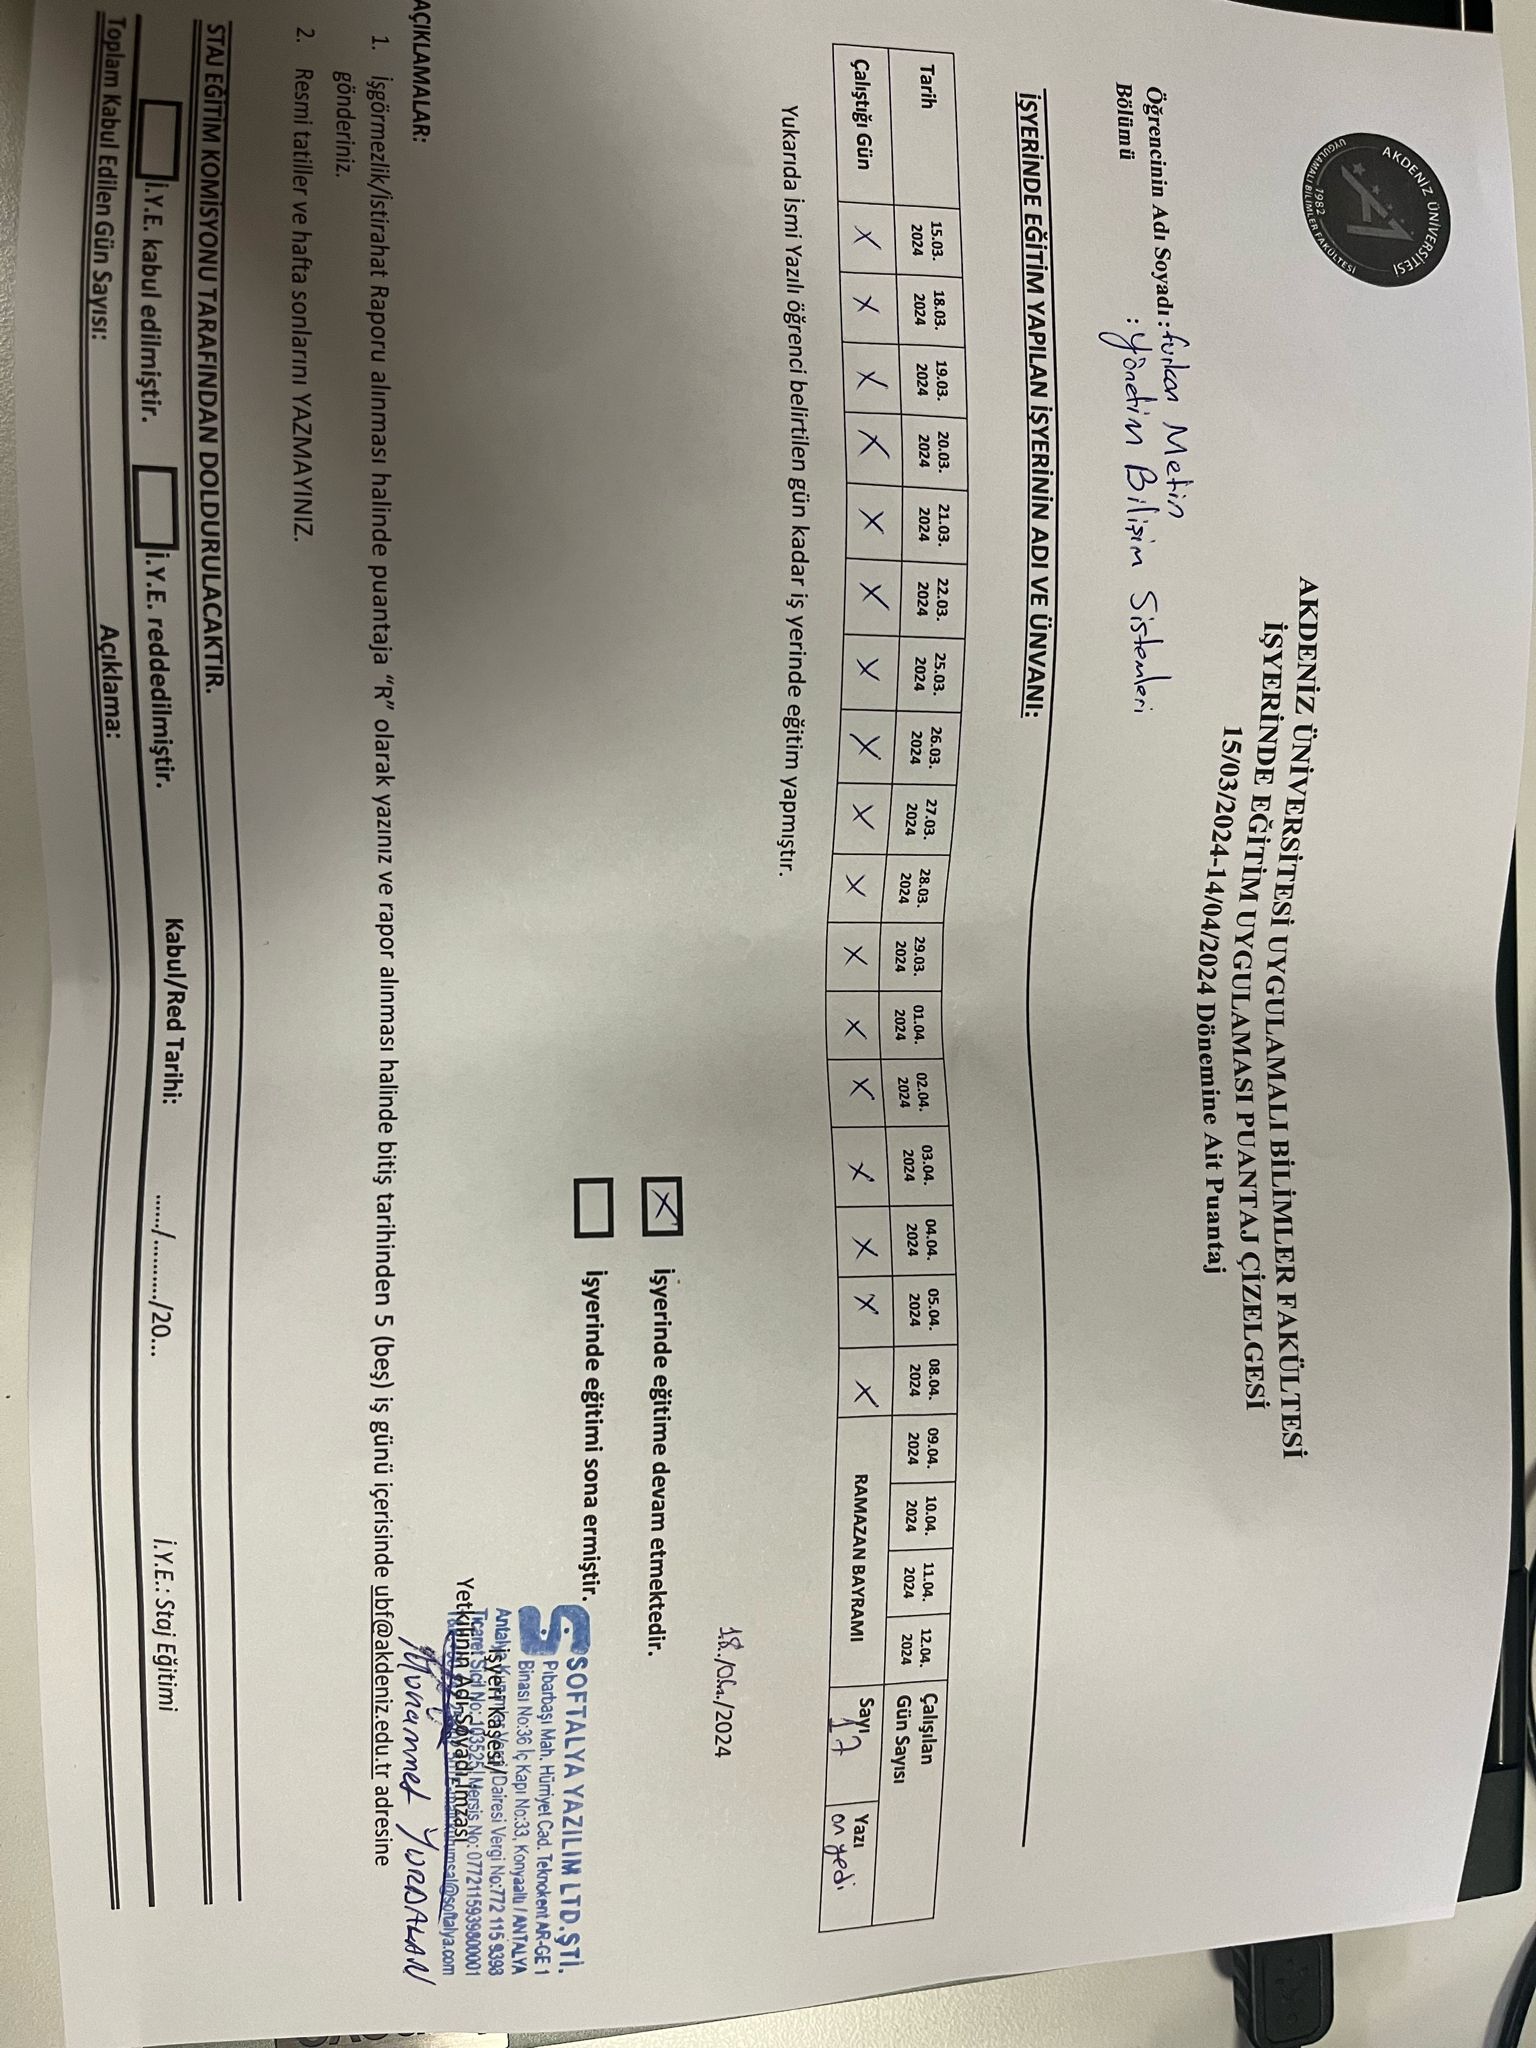 AKDENİZ ÜNİVERSİTESİ
UYGULAMALI BİLİMLER FAKÜLTESİ
1982
AKDENİZ ÜNİVERSİTESİ UYGULAMALI BİLİMLER FAKÜLTESİ
İŞYERİNDE EĞİTİM UYGULAMASI PUANTAJ ÇİZELGESİ
15/03/2024-14/04/2024 Dönemine Ait Puantaj
Öğrencinin Adı Soyadı : furkan Metin
Bölümü : Yönetim Bilişim Sistemleri
İŞYERİNDE EĞİTİM YAPILAN İŞYERİNİN ADI VE ÜNVANI:
Tarih 15.03. 2024 18.03. 2024 19.03. 2024 20.03. 2024 21.03. 2024 22.03. 2024 25.03. 2024 26.03. 2024 27.03. 2024 28.03. 2024 29.03. 2024 01.04. 2024 02.04. 2024 03.04. 2024 04.04. 2024 05.04. 2024 08.04. 2024 09.04. 2024 10.04. 2024 11.04. 2024 12.04. 2024 Çalışılan Gün Sayısı
Çalıştığı Gün X X X X X X X X X X X X X X X X X RAMAZAN BAYRAMI Sayı 17 Yazı on yedi
Yukarıda İsmi Yazılı öğrenci belirtilen gün kadar iş yerinde eğitim yapmıştır.
18./04./2024
X İşyerinde eğitime devam etmektedir.
İşyerinde eğitimi sona ermiştir.
SOFTALYA YAZILIM LTD.ŞTİ.
Pıbarbaşı Mah. Hürriyet Cad. Teknokent AR-GE 1
Binası No:36 İç Kapı No:33, Konyaaltı / ANTALYA
Antalya Vergi Dairesi Vergi No:772 115 9393
İşyeri Kaşesi/
Ticaret Sicil No: 103525 Mersis No: 0772115939800001
Yetkilinin Adı-Soyadı-İmzası
kurumsal@softalya.com
Muhammet YURDAKAN
AÇIKLAMALAR:
1. İşgörmezlik/İstirahat Raporu alınması halinde puantaja "R" olarak yazınız ve rapor alınması halinde bitiş tarihinden 5 (beş) iş günü içerisinde ubf@akdeniz.edu.tr adresine
gönderiniz.
2. Resmi tatiller ve hafta sonlarını YAZMAYINIZ.
STAJ EĞİTİM KOMİSYONU TARAFINDAN DOLDURULACAKTIR.
İ.Y.E. kabul edilmiştir. İ.Y.E. reddedilmiştir. Kabul/Red Tarihi: ....../........./20... İ.Y.E.: Staj Eğitimi
Toplam Kabul Edilen Gün Sayısı: Açıklama: